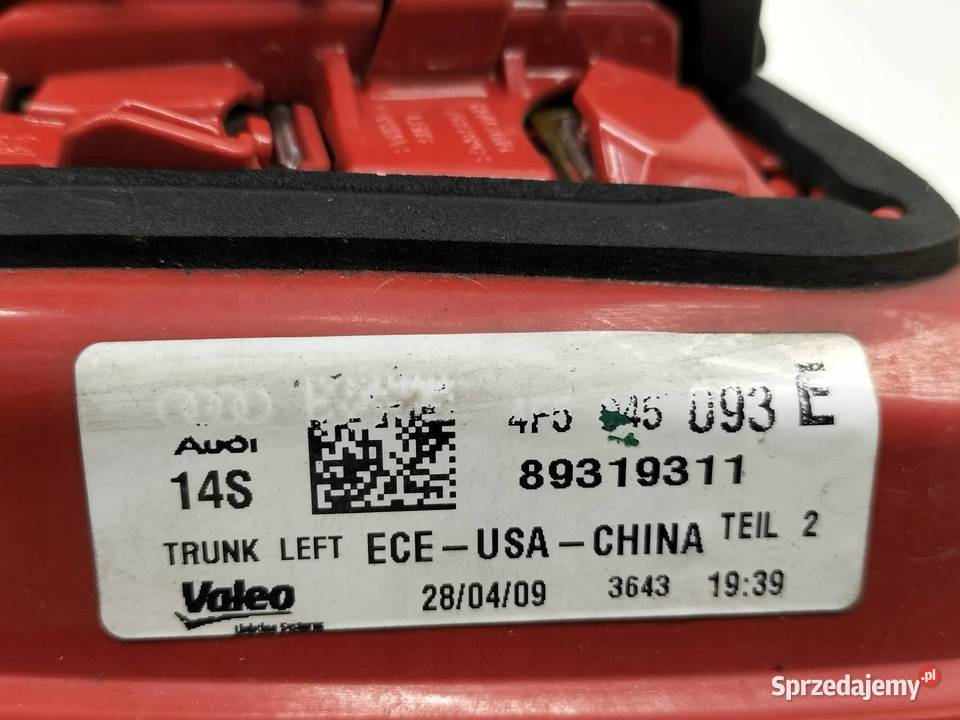 4F5 945 093 E
Audi
14S
89319311
TRUNK LEFT ECE-USA-CHINA TEIL 2
Valeo
28/04/09 3643 19:39
Sprzedajemy.pl